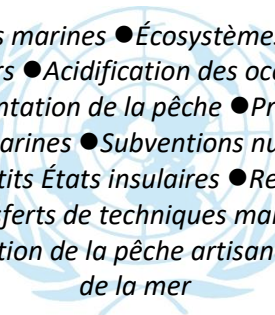 s marines ●Écosystèmes
rs ●Acidification des océ
ntation de la pêche ●Pr
arines ●Subventions nu
tits États insulaires ●Re
sferts de techniques mar
tion de la pêche artisan
de la mer